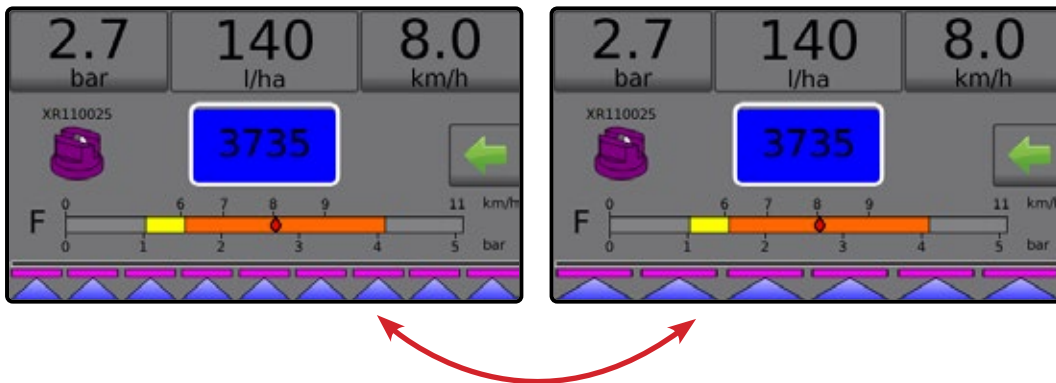 2.7 140 8.0
bar l/ha km/h
XR110025
3735
0 6 7 8 9 11 km/h
F
0 1 2 3 4 5 bar
2.7 140 8.0
bar l/ha km/h
XR110025
3735
0 6 7 8 9 11 km/
F
0 1 2 3 4 5 bar